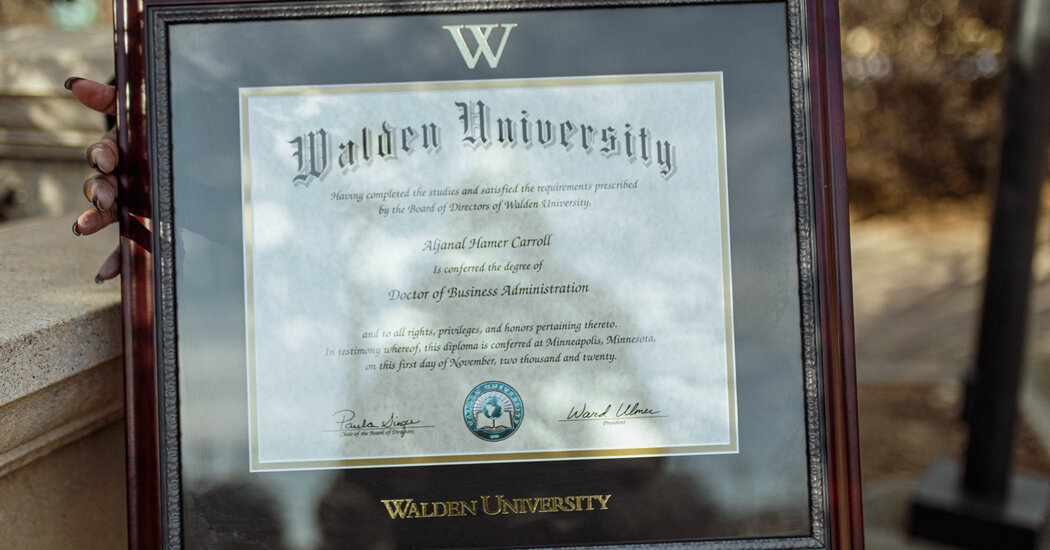 W
Walden University
Having completed the studies and satisfied the requirements prescribed
by the Board of Directors of Walden University,
Aljanal Hamer Carroll
Is conferred the degree of
Doctor of Business Administration
and to all rights, privileges, and honors pertaining thereto.
In testimony whereof, this diploma is conferred at Minneapolis, Minnesota,
on this first day of November, two thousand and twenty.
Paula Singer
Chair of the Board of Directors
WALDEN UNIVERSITY
Ward Ulmer
President
WALDEN UNIVERSITY